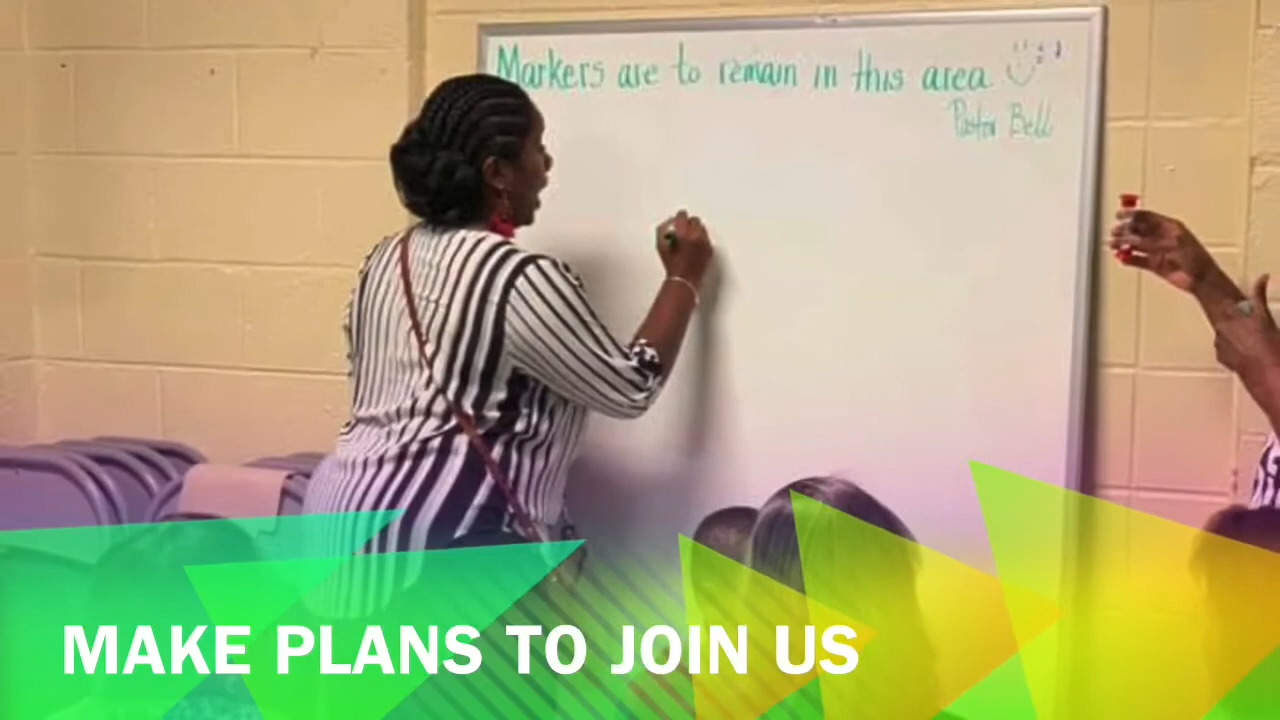 Markers are to remain in this area
Pastor Bell
MAKE PLANS TO JOIN US